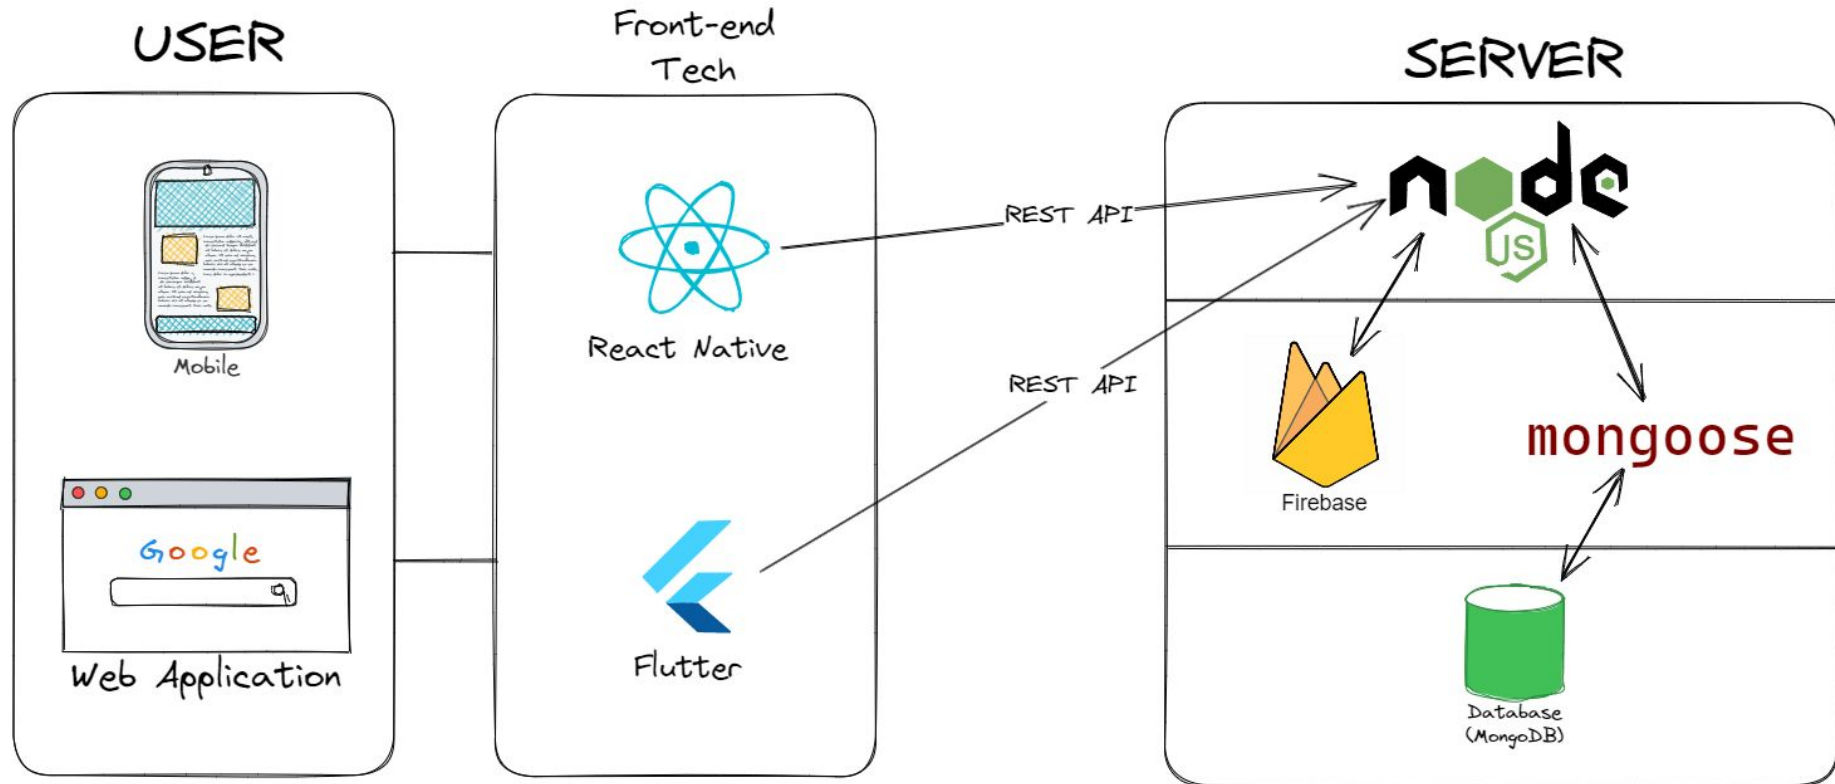 USER
Front-end
Tech
SERVER
Mobile
Google
Web Application
React Native
Flutter
REST API
REST API
node
JS
Firebase
mongoose
Database
(MongoDB)